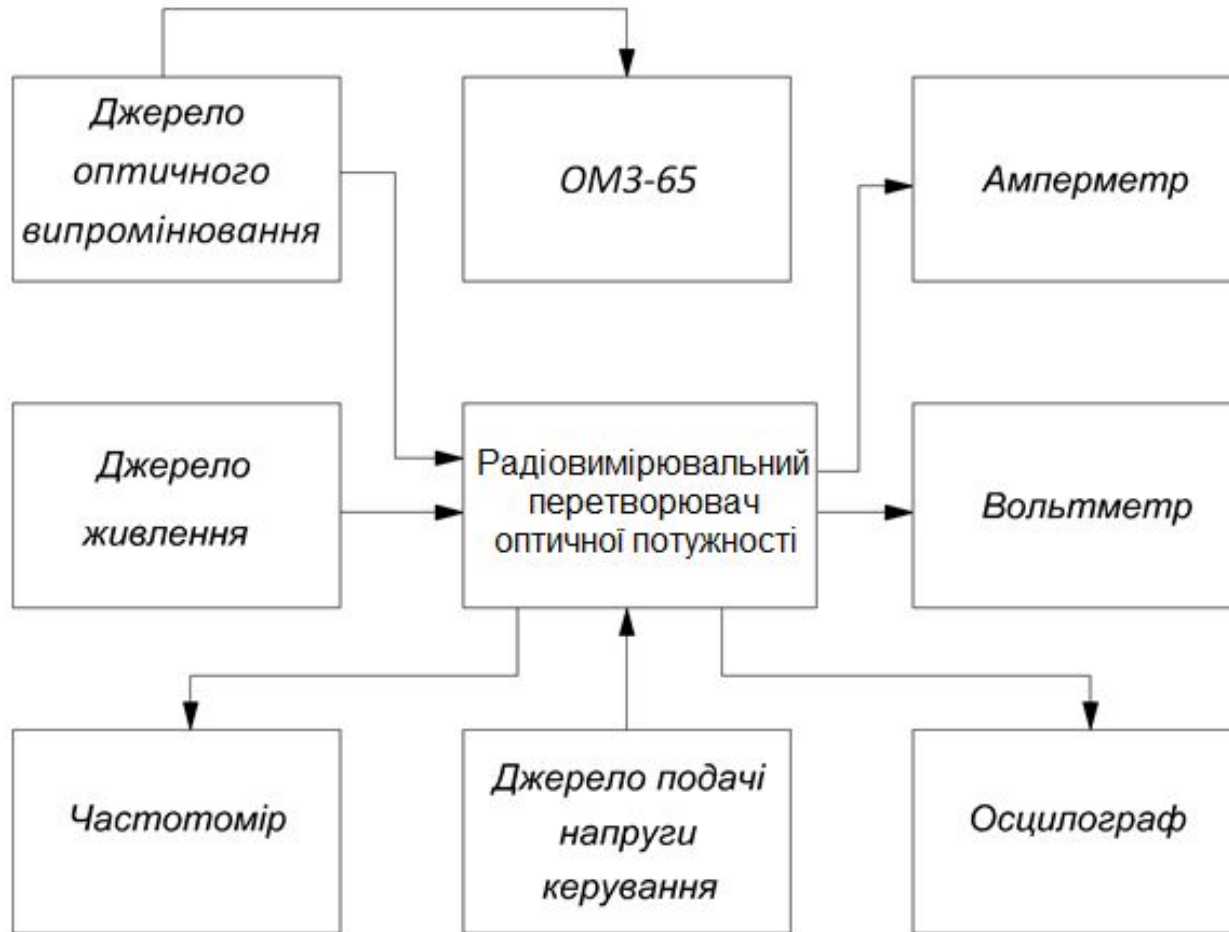 Джерело
оптичного
випромінювання
ОМЗ-65
Амперметр
Джерело
живлення
Радіовимірювальний
перетворювач
оптичної потужності
Вольтметр
Частотомір
Джерело подачі
напруги
керування
Осцилограф